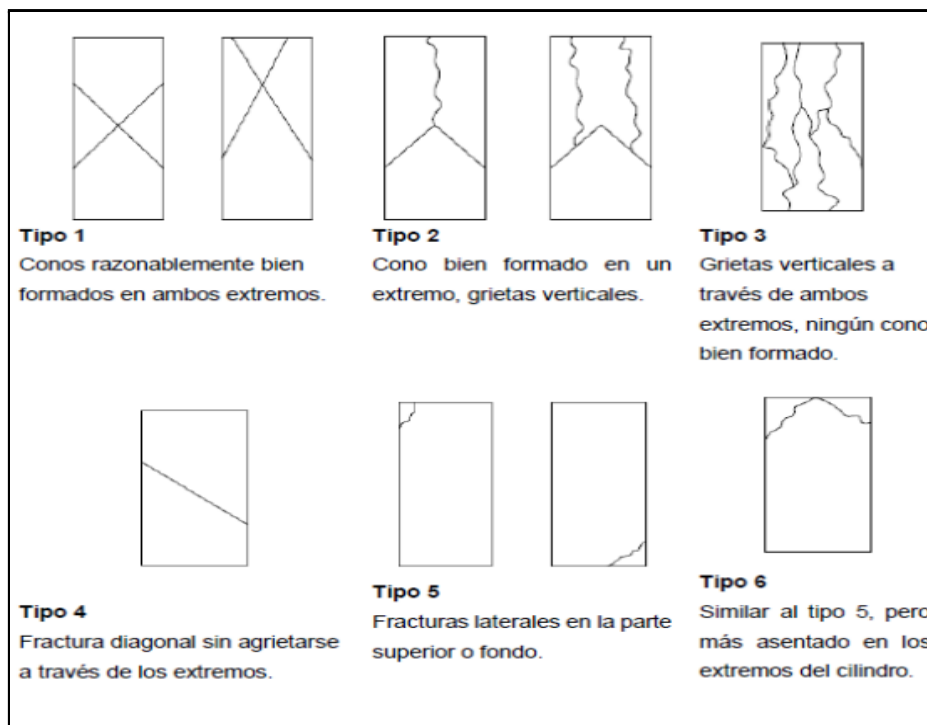 Tipo 1
Conos razonablemente bien
formados en ambos extremos.
Tipo 2
Cono bien formado en un
extremo, grietas verticales.
Tipo 3
Grietas verticales a
través de ambos
extremos, ningún cono
bien formado.
Tipo 4
Fractura diagonal sin agrietarse
a través de los extremos.
Tipo 5
Fracturas laterales en la parte
superior o fondo.
Tipo 6
Similar al tipo 5, pero
más asentado en los
extremos del cilindro.